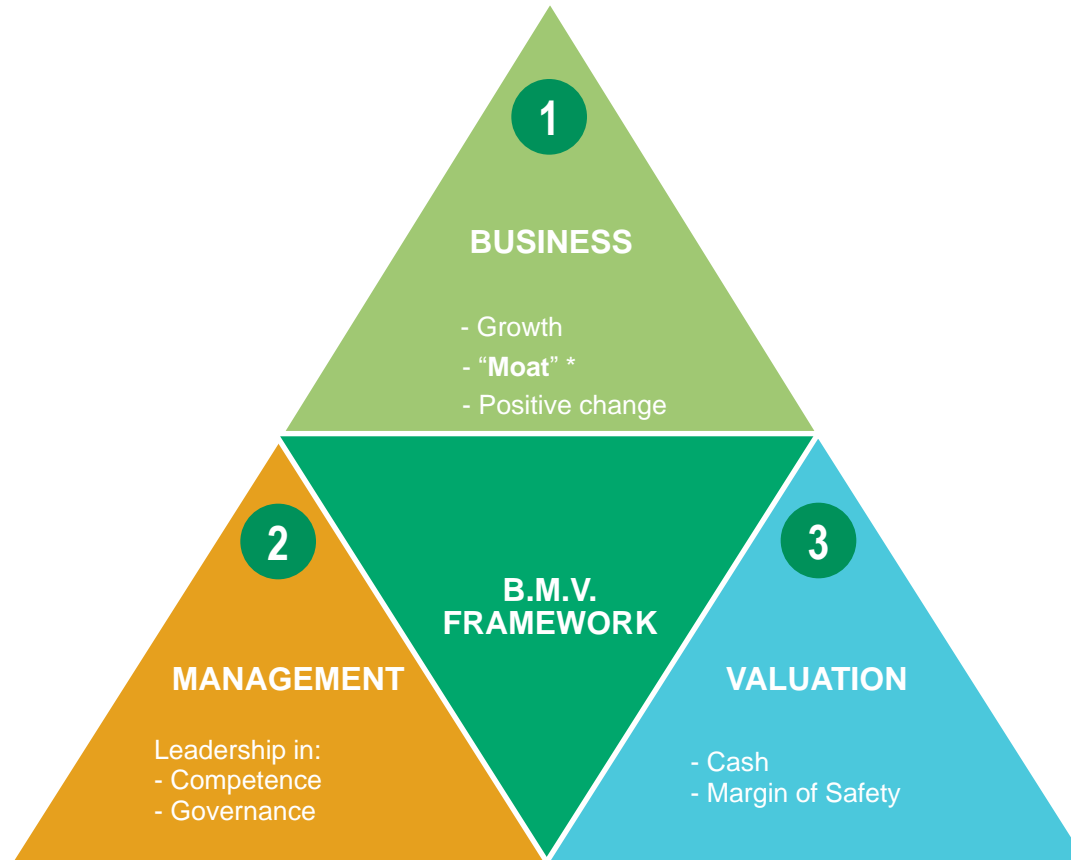 1
BUSINESS
- Growth
- “Moat” *
- Positive change
2
MANAGEMENT
Leadership in:
- Competence
- Governance
B.M.V.
FRAMEWORK
3
VALUATION
- Cash
- Margin of Safety